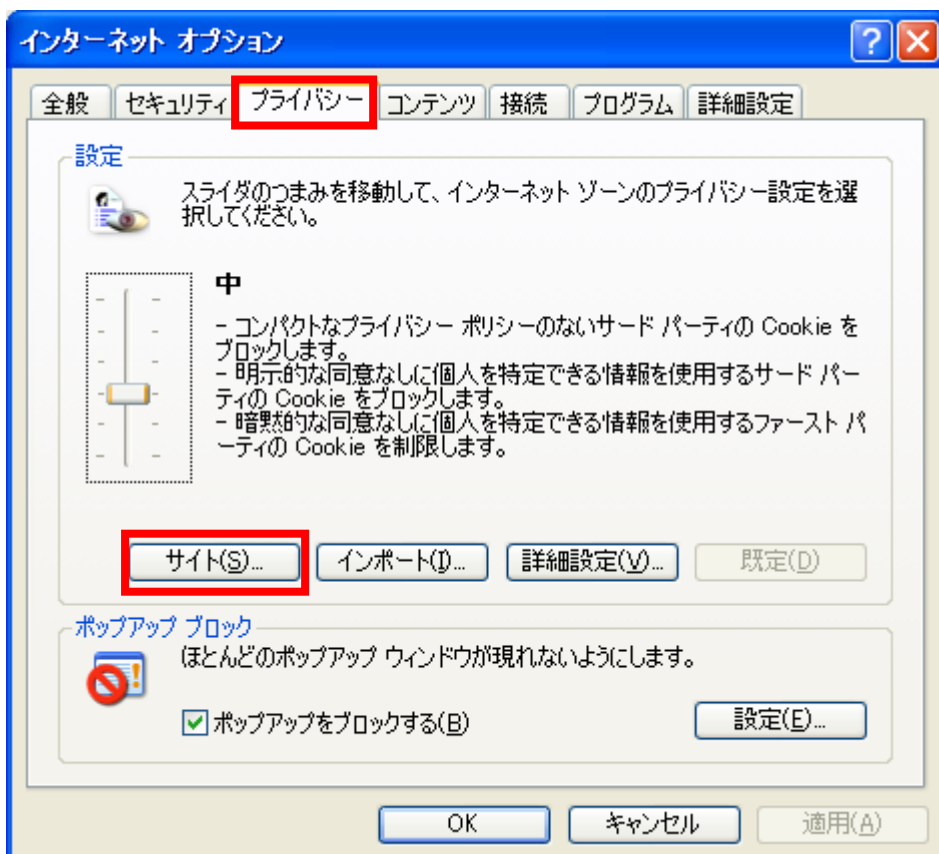 インターネット オプション
全般 セキュリティ プライバシー コンテンツ 接続 プログラム 詳細設定
設定
スライダのつまみを移動して、インターネット ゾーンのプライバシー設定を選
択してください。
中
- コンパクトなプライバシー ポリシーのないサード パーティの Cookie を
ブロックします。
- 明示的な同意なしに個人を特定できる情報を使用するサード パー
ティの Cookie をブロックします。
- 暗黙的な同意なしに個人を特定できる情報を使用するファースト パ
ーティの Cookie を制限します。
サイト(S)... インポート(I)... 詳細設定(V)... 既定(D)
ポップアップ ブロック
ほとんどのポップアップ ウィンドウが現れないようにします。
ポップアップをブロックする(B) 設定(E)...
OK キャンセル 適用(A)